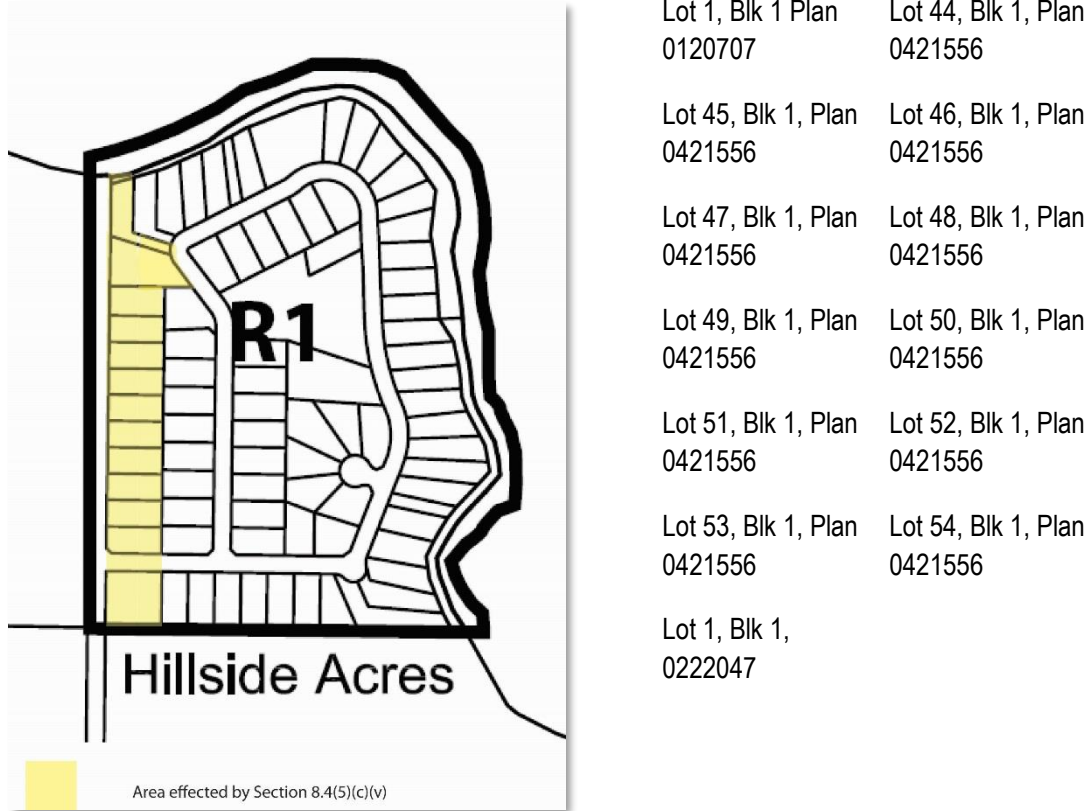 Lot 1, Blk 1 Plan
0120707
Lot 44, Blk 1, Plan
0421556
Lot 45, Blk 1, Plan
0421556
Lot 46, Blk 1, Plan
0421556
Lot 47, Blk 1, Plan
0421556
Lot 48, Blk 1, Plan
0421556
Lot 49, Blk 1, Plan
0421556
Lot 50, Blk 1, Plan
0421556
Lot 51, Blk 1, Plan
0421556
Lot 52, Blk 1, Plan
0421556
Lot 53, Blk 1, Plan
0421556
Lot 54, Blk 1, Plan
0421556
Lot 1, Blk 1,
0222047
R1
Hillside Acres
Area effected by Section 8.4(5)(c)(v)